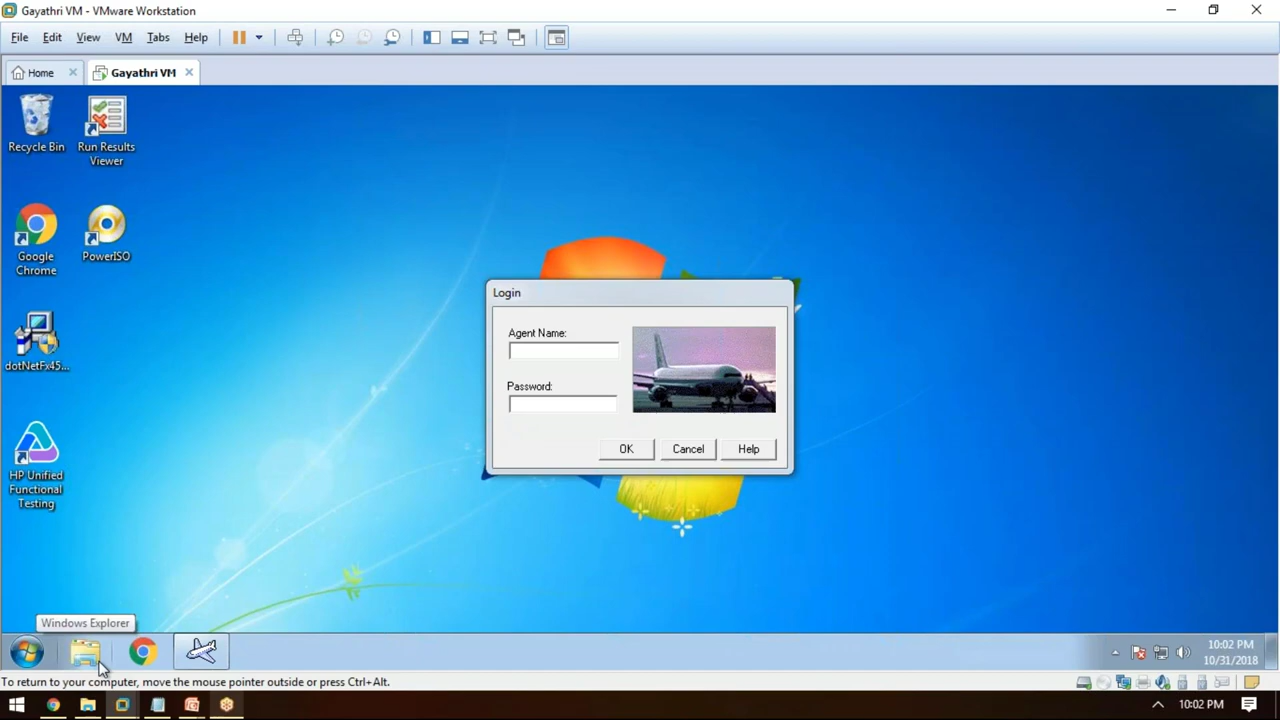 Gayathri VM - VMware Workstation
File Edit View VM Tabs Help
Home Gayathri VM
Recycle Bin
Run Results
Viewer
Google
Chrome
PowerISO
dotNetFx45...
HP Unified
Functional
Testing
Login
Agent Name:
Password:
OK Cancel Help
Windows Explorer
10:02 PM
10/31/2018
To return to your computer, move the mouse pointer outside or press Ctrl+Alt.
10:02 PM